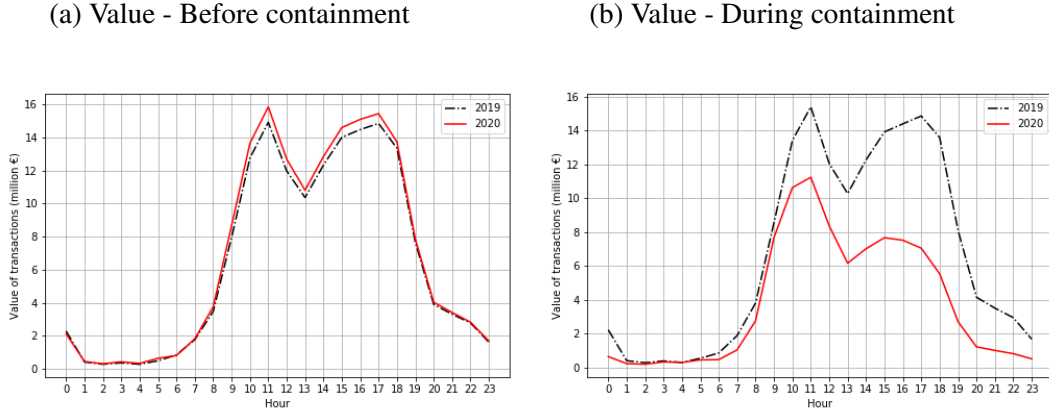 (a) Value - Before containment
(b) Value - During containment
Value of transactions (million €)
16
14
12
10
8
6
4
2
0
2019
2020
0 1 2 3 4 5 6 7 8 9 10 11 12 13 14 15 16 17 18 19 20 21 22 23
Hour
Value of transactions (million €)
16
14
12
10
8
6
4
2
0
2019
2020
0 1 2 3 4 5 6 7 8 9 10 11 12 13 14 15 16 17 18 19 20 21 22 23
Hour